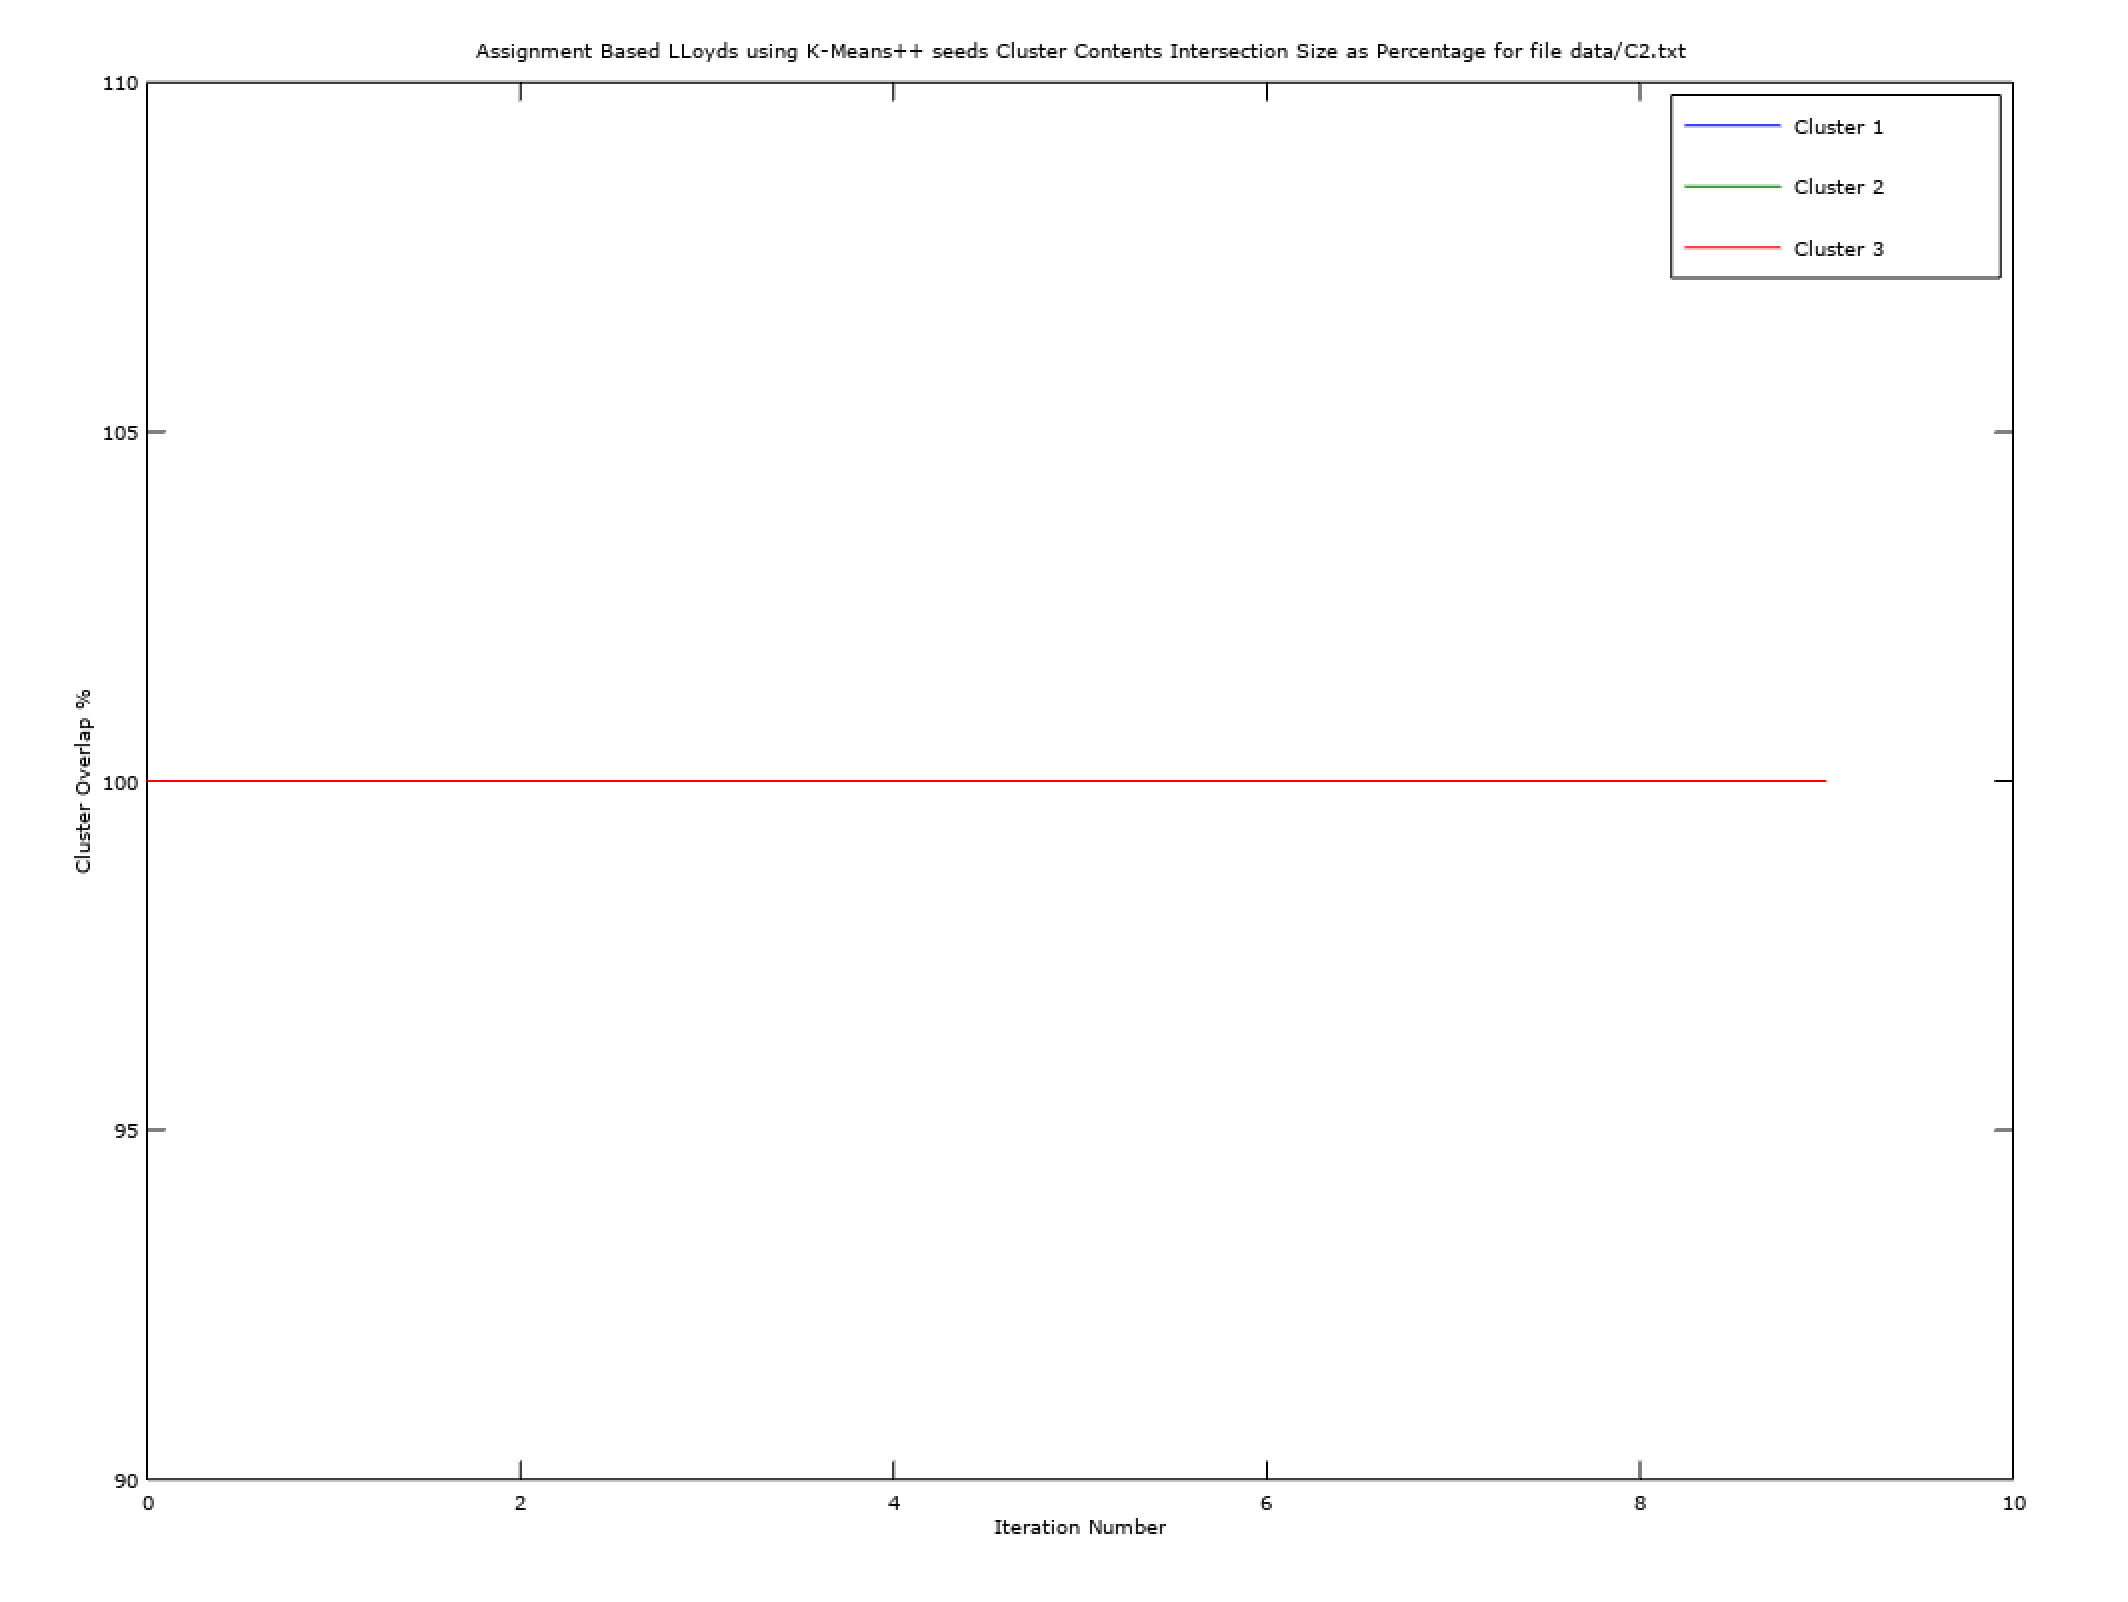 Assignment Based LLoyds using K-Means++ seeds Cluster Contents Intersection Size as Percentage for file data/C2.txt
110
Cluster 1
Cluster 2
Cluster 3
105
Cluster Overlap %
100
95
90
0 2 4 6 8 10
Iteration Number